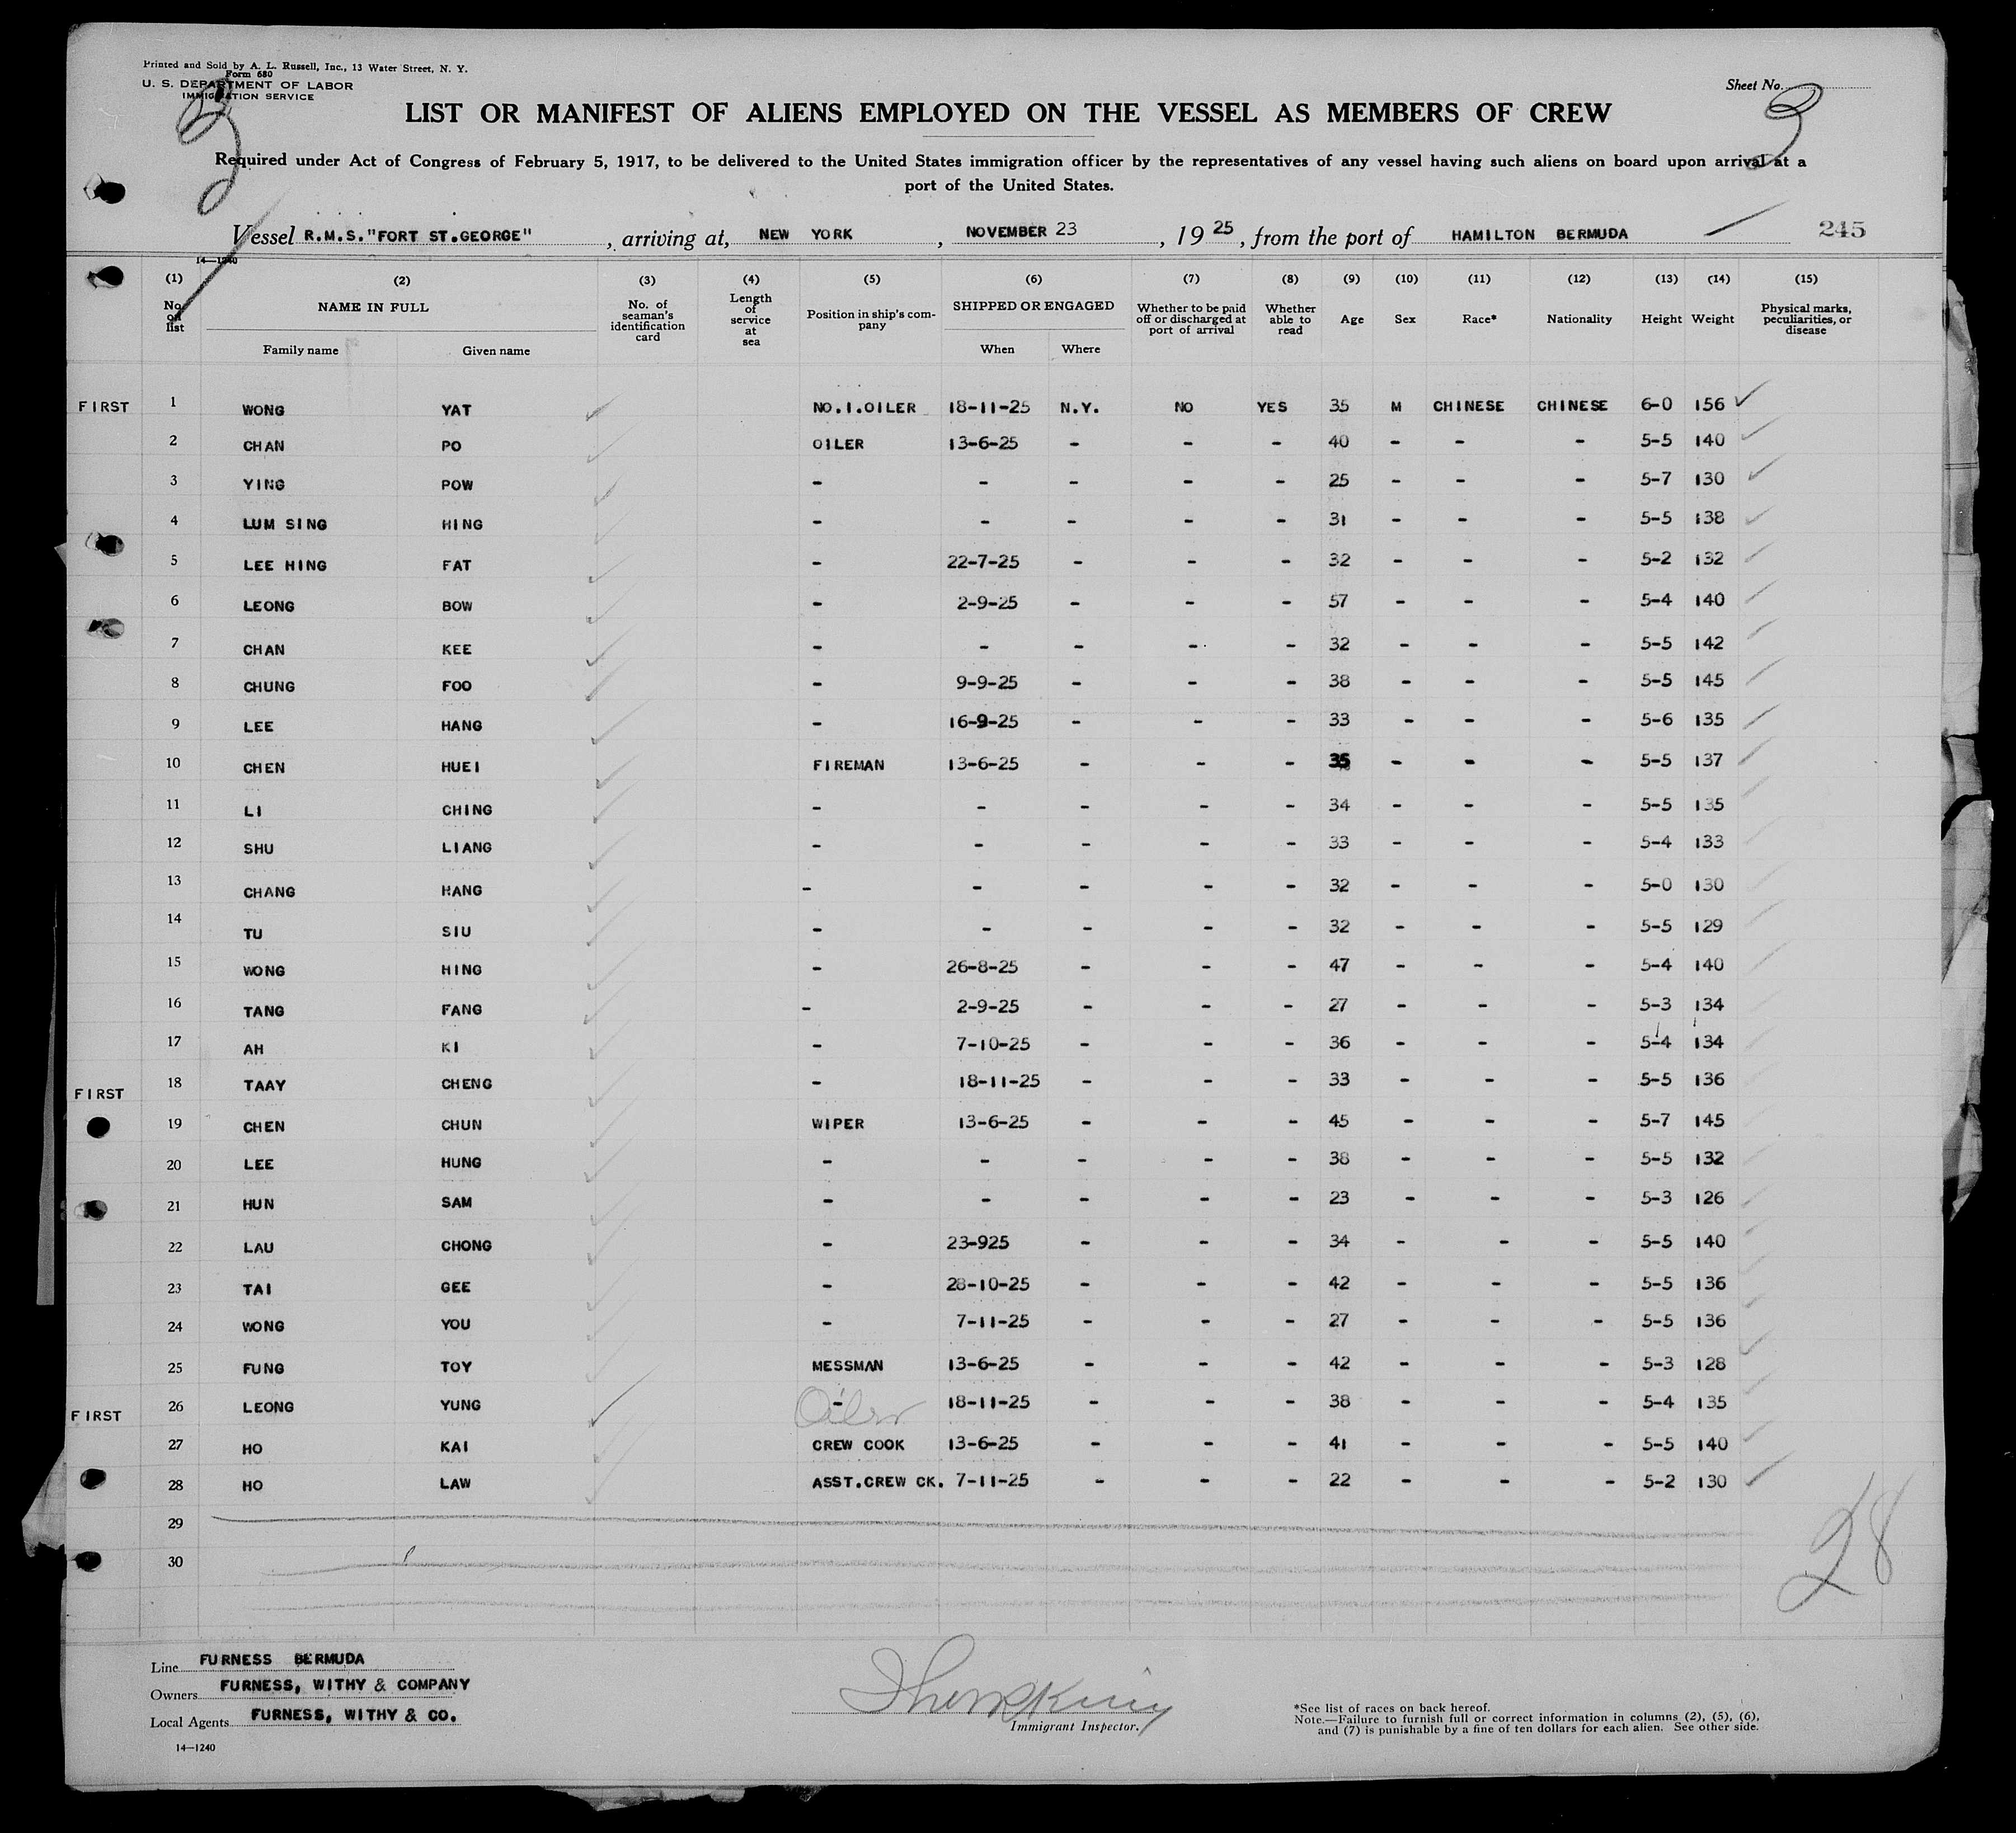 Printed and Sold by A. L. Russell, Inc., 13 Water Street, N. Y.
Form 680
U. S. DEPARTMENT OF LABOR
IMMIGRATION SERVICE
Sheet No. 3
3
LIST OR MANIFEST OF ALIENS EMPLOYED ON THE VESSEL AS MEMBERS OF CREW
Required under Act of Congress of February 5, 1917, to be delivered to the United States immigration officer by the representatives of any vessel having such aliens on board upon arrival at a
port of the United States.
Vessel R.M.S."FORT ST.GEORGE", arriving at, NEW YORK, NOVEMBER 23, 1925, from the port of HAMILTON BERMUDA 245
14—1240
(1) (2) (3) (4) (5) (6) (7) (8) (9) (10) (11) (12) (13) (14) (15)
No. on list NAME IN FULL No. of seaman's identification card Length of service at sea Position in ship's company SHIPPED OR ENGAGED Whether to be paid off or discharged at port of arrival Whether able to read Age Sex Race* Nationality Height Weight Physical marks, peculiarities, or disease
Family name Given name When Where
FIRST 1 WONG YAT NO.1.OILER 18-11-25 N.Y. NO YES 35 M CHINESE CHINESE 6-0 156
2 CHAN PO OILER 13-6-25 - - - 40 - - - 5-5 140
3 YING POW - - - - - 25 - - - 5-7 130
4 LUM SING HING - - - - - 31 - - - 5-5 138
5 LEE HING FAT - 22-7-25 - - - 32 - - - 5-2 132
6 LEONG BOW - 2-9-25 - - - 57 - - - 5-4 140
7 CHAN KEE - - - - - 32 - - - 5-5 142
8 CHUNG FOO - 9-9-25 - - - 38 - - - 5-5 145
9 LEE HANG - 16-9-25 - - - 33 - - - 5-6 135
10 CHEN HUEI FIREMAN 13-6-25 - - - 35 - - - 5-5 137
11 LI CHING - - - - - 34 - - - 5-5 135
12 SHU LIANG - - - - - 33 - - - 5-4 133
13 CHANG HANG - - - - - 32 - - - 5-0 130
14 TU SIU - - - - - 32 - - - 5-5 129
15 WONG HING - 26-8-25 - - - 47 - - - 5-4 140
16 TANG FANG - 2-9-25 - - - 27 - - - 5-3 134
17 AH KI - 7-10-25 - - - 36 - - - 5-4 134
FIRST 18 TAAY CHENG - 18-11-25 - - - 33 - - - 5-5 136
19 CHEN CHUN WIPER 13-6-25 - - - 45 - - - 5-7 145
20 LEE HUNG - - - - - 38 - - - 5-5 132
21 HUN SAM - - - - - 23 - - - 5-3 126
22 LAU CHONG - 23-925 - - - 34 - - - 5-5 140
23 TAI GEE - 28-10-25 - - - 42 - - - 5-5 136
24 WONG YOU - 7-11-25 - - - 27 - - - 5-5 136
25 FUNG TOY MESSMAN 13-6-25 - - - 42 - - - 5-3 128
FIRST 26 LEONG YUNG - Oiler 18-11-25 - - - 38 - - - 5-4 135
27 HO KAI CREW COOK 13-6-25 - - - 41 - - - 5-5 140
28 HO LAW ASST.CREW CK. 7-11-25 - - - 22 - - - 5-2 130
29
30
28
Line FURNESS BERMUDA
Owners FURNESS, WITHY & COMPANY
Local Agents FURNESS, WITHY & CO.
Immigrant Inspector.
*See list of races on back hereof.
Note.—Failure to furnish full or correct information in columns (2), (5), (6),
and (7) is punishable by a fine of ten dollars for each alien. See other side.
14—1240